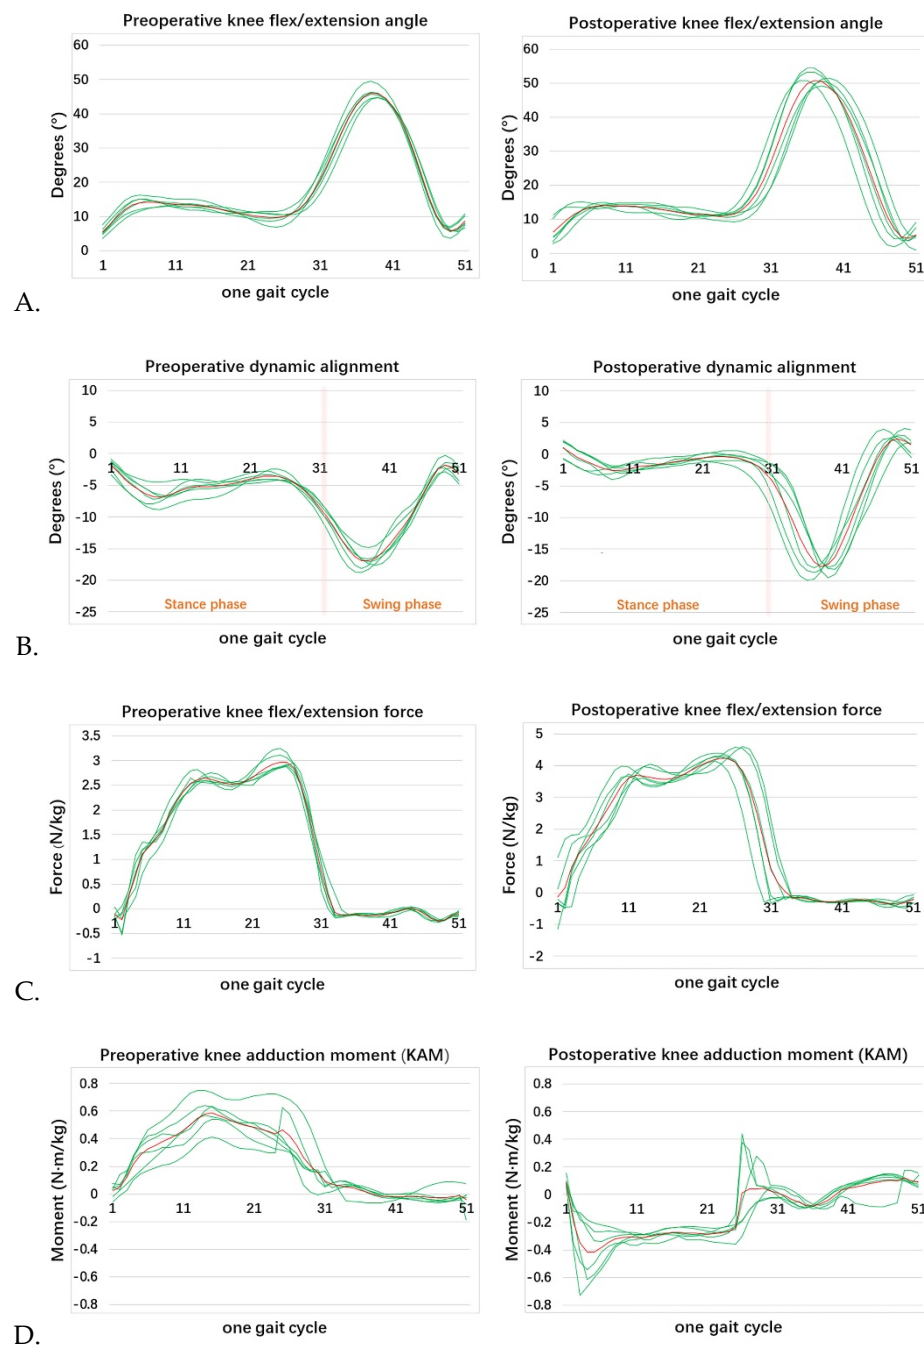 Preoperative knee flex/extension angle
60
50
40
30
20
10
0
Degrees (°)
1 11 21 31 41 51
one gait cycle
Postoperative knee flex/extension angle
60
50
40
30
20
10
0
Degrees (°)
1 11 21 31 41 51
one gait cycle
A.
Preoperative dynamic alignment
10
5
0
-5
-10
-15
-20
-25
Degrees (°)
1 11 21 31 41 51
Stance phase Swing phase
one gait cycle
Postoperative dynamic alignment
10
5
0
-5
-10
-15
-20
-25
Degrees (°)
1 11 21 31 41 51
Stance phase Swing phase
one gait cycle
B.
Preoperative knee flex/extension force
3.5
3
2.5
2
1.5
1
0.5
0
-0.5
-1
Force (N/kg)
1 11 21 31 41 51
one gait cycle
Postoperative knee flex/extension force
5
4
3
2
1
0
-1
-2
Force (N/kg)
1 11 21 31 41 51
one gait cycle
C.
Preoperative knee adduction moment (KAM)
0.8
0.6
0.4
0.2
0
-0.2
-0.4
-0.6
-0.8
Moment (N·m/kg)
1 11 21 31 41 51
one gait cycle
Postoperative knee adduction moment (KAM)
0.8
0.6
0.4
0.2
0
-0.2
-0.4
-0.6
-0.8
Moment (N·m/kg)
1 11 21 31 41 51
one gait cycle
D.